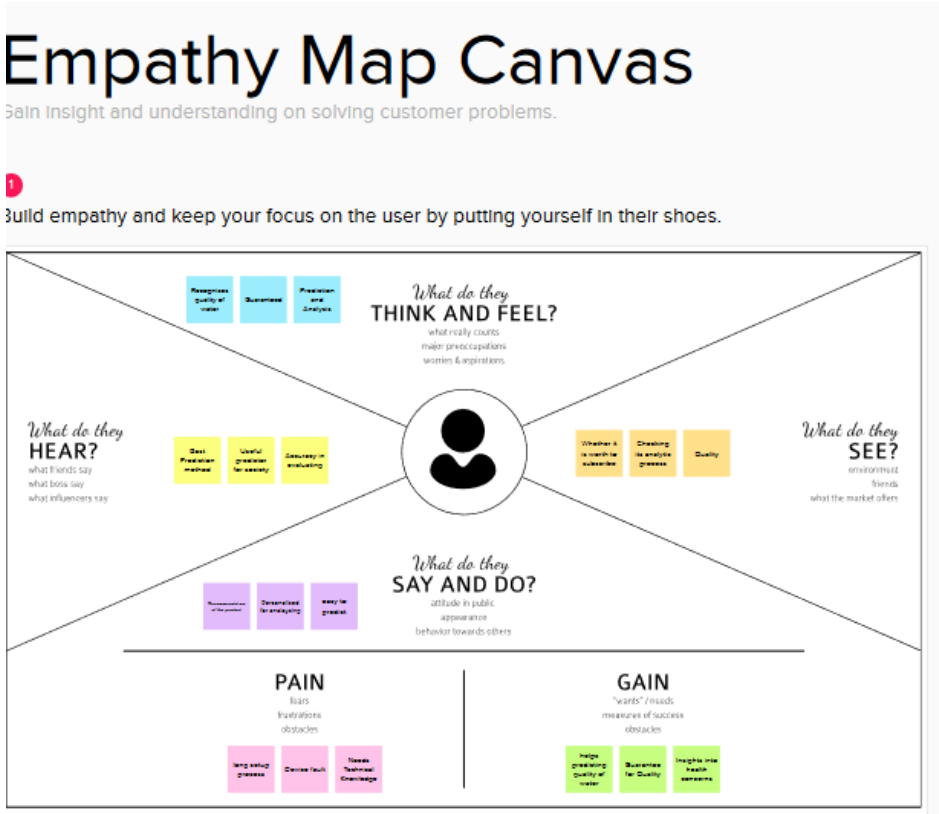 Empathy Map Canvas
Gain insight and understanding on solving customer problems.
1
Build empathy and keep your focus on the user by putting yourself in their shoes.
What do they
THINK AND FEEL?
what really counts
major preoccupations
worries & aspirations
Recognizes
quality of
water
Guaranteed
Prediction
and
Analysis
What do they
HEAR?
what friends say
what boss say
what influencers say
Best
Prediction
method
Useful
predictor
for society
Accuracy in
evaluating
Whether it
is worth to
subscribe
Checking
its analytic
process
Quality
What do they
SEE?
environment
friends
what the market offers
What do they
SAY AND DO?
attitude in public
appearance
behavior towards others
of the product
Personalized
for analysing
easy to
predict
PAIN
fears
frustrations
obstacles
long setup
process
Device fault
Needs
Technical
Knowledge
GAIN
"wants" / needs
measures of success
obstacles
helps
predicting
quality of
water
Guarantee
for Quality
Insights into
health
concerns